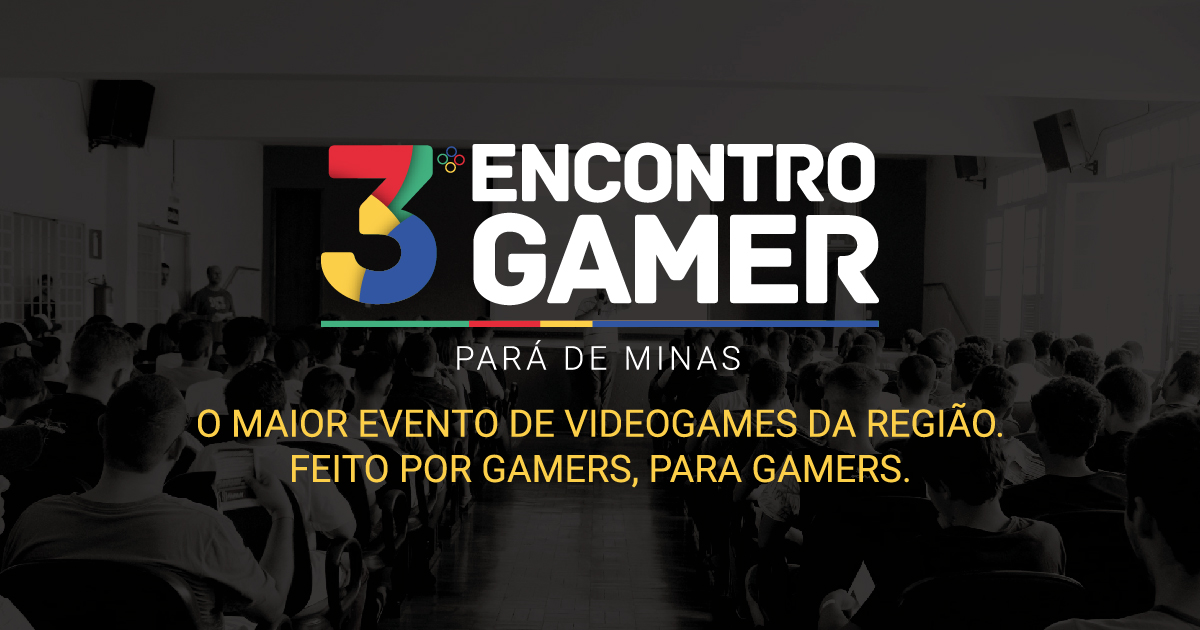 3 ENCONTRO
GAMER
PARÁ DE MINAS
O MAIOR EVENTO DE VIDEOGAMES DA REGIÃO.
FEITO POR GAMERS, PARA GAMERS.